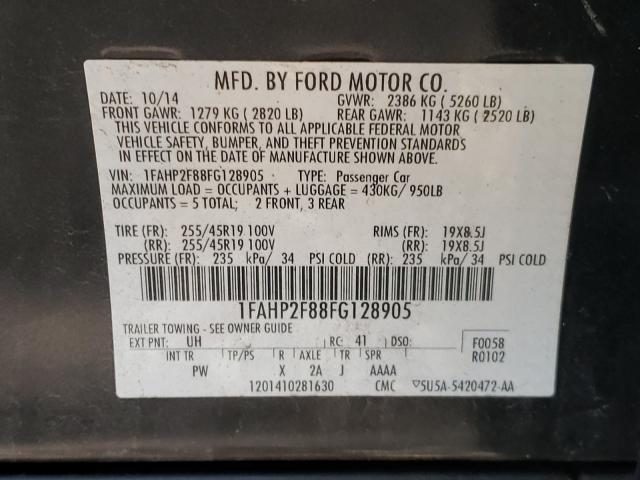 MFD. BY FORD MOTOR CO.
DATE: 10/14 GVWR: 2386 KG ( 5260 LB)
FRONT GAWR: 1279 KG ( 2820 LB) REAR GAWR: 1143 KG ( 2520 LB)
THIS VEHICLE CONFORMS TO ALL APPLICABLE FEDERAL MOTOR
VEHICLE SAFETY, BUMPER, AND THEFT PREVENTION STANDARDS
IN EFFECT ON THE DATE OF MANUFACTURE SHOWN ABOVE.
VIN: 1FAHP2F88FG128905 TYPE: Passenger Car
MAXIMUM LOAD = OCCUPANTS + LUGGAGE = 430KG/ 950LB
OCCUPANTS = 5 TOTAL; 2 FRONT, 3 REAR
TIRE (FR): 255/45R19 100V RIMS (FR): 19X8.5J
(RR): 255/45R19 100V (RR): 19X8.5J
PRESSURE (FR): 235 kPa/ 34 PSI COLD (RR): 235 kPa/ 34 PSI COLD
1FAHP2F88FG128905
TRAILER TOWING - SEE OWNER GUIDE
EXT PNT: UH RC: 41 DSO: F0058
INT TR TP/PS R AXLE TR SPR R0102
PW X 2A J AAAA
1201410281630 CMC ▽5U5A-5420472-AA